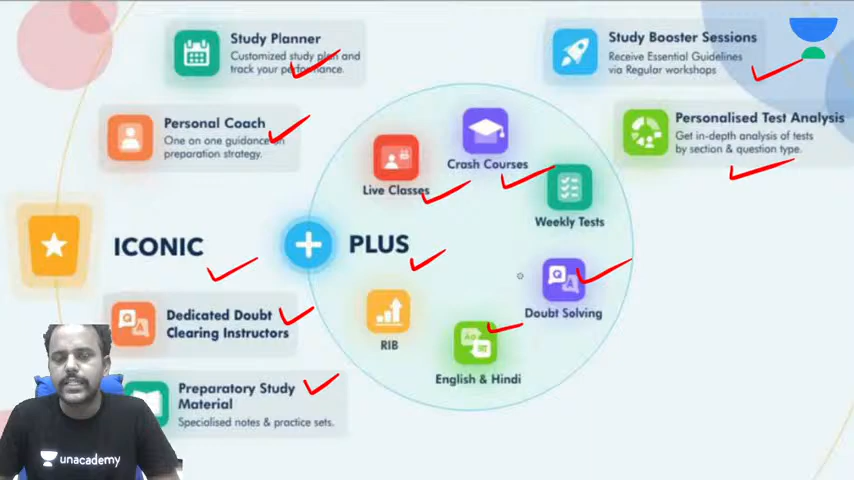 Study Planner
Customized study plan and
track your performance.
Study Booster Sessions
Receive Essential Guidelines
via Regular workshops
Personal Coach
One on one guidance on
preparation strategy.
Personalised Test Analysis
Get in-depth analysis of tests
by section & question type.
Crash Courses
Live Classes
Weekly Tests
ICONIC
PLUS
Dedicated Doubt
Clearing Instructors
RIB
Q
A
Doubt Solving
English & Hindi
Q
A
Preparatory Study
Material
Specialised notes & practice sets.
unacademy